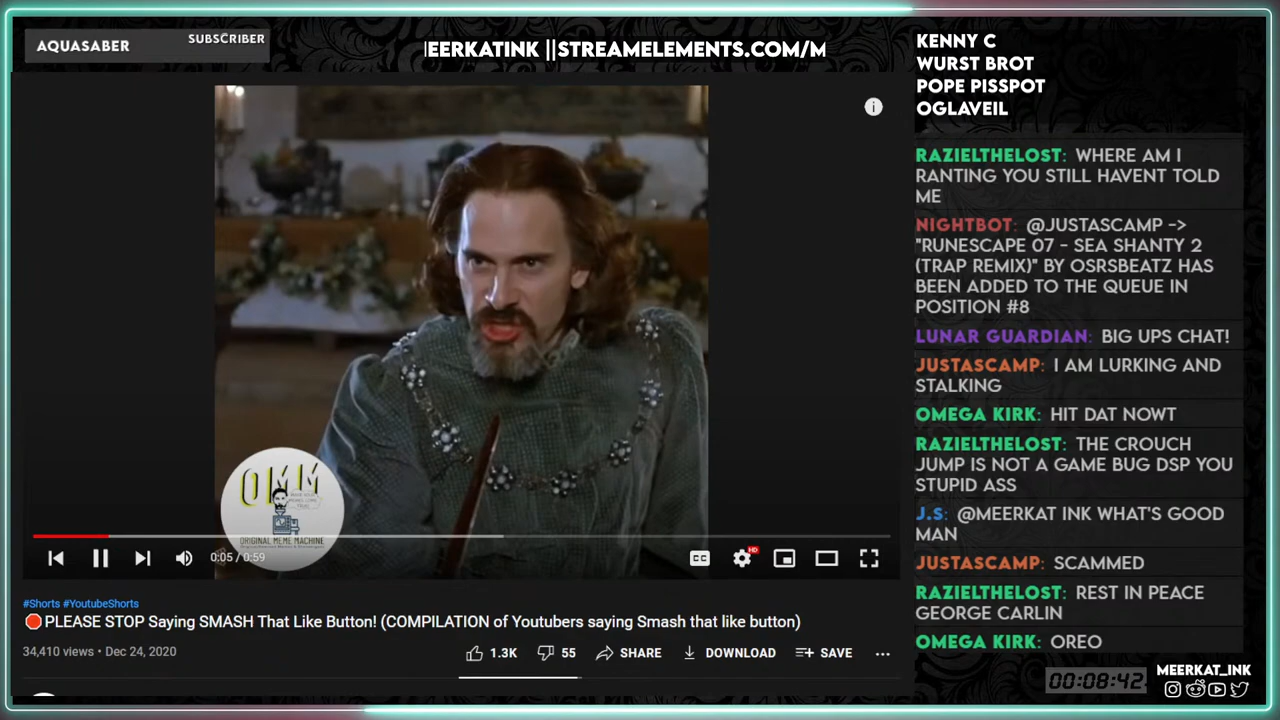 AQUASABER
SUBSCRIBER
EERKATINK ||STREAMELEMENTS.COM/M
KENNY C
WURST BROT
POPE PISSPOT
OGLAVEIL
RAZIELTHELOST: WHERE AM I
RANTING YOU STILL HAVENT TOLD
ME
NIGHTBOT: @JUSTASCAMP ->
"RUNESCAPE 07 - SEA SHANTY 2
(TRAP REMIX)" BY OSRSBEATZ HAS
BEEN ADDED TO THE QUEUE IN
POSITION #8
LUNAR GUARDIAN: BIG UPS CHAT!
JUSTASCAMP: I AM LURKING AND
STALKING
OMEGA KIRK: HIT DAT NOWT
RAZIELTHELOST: THE CROUCH
JUMP IS NOT A GAME BUG DSP YOU
STUPID ASS
J.S: @MEERKAT INK WHAT'S GOOD
MAN
JUSTASCAMP: SCAMMED
RAZIELTHELOST: REST IN PEACE
GEORGE CARLIN
OMEGA KIRK: OREO
OMM
ORIGINAL MEME MACHINE
0:05 / 0:59
CC
HD
#Shorts #YoutubeShorts
PLEASE STOP Saying SMASH That Like Button! (COMPILATION of Youtubers saying Smash that like button)
34,410 views • Dec 24, 2020
1.3K
55
SHARE
DOWNLOAD
SAVE
00:08:42
MEERKAT_INK